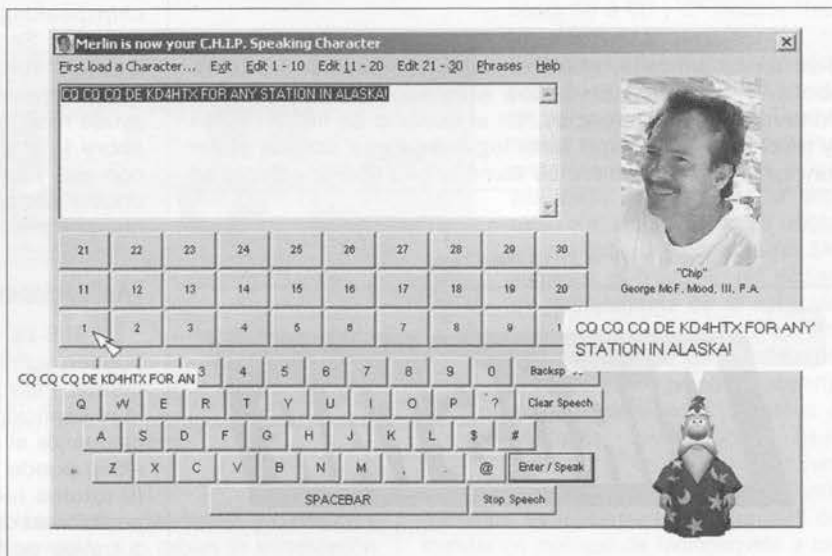 Merlin is now your C.H.I.P. Speaking Character
First load a Character... Exit Edit 1 - 10 Edit 11 - 20 Edit 21 - 30 Phrases Help
CQ CQ CQ DE KD4HTX FOR ANY STATION IN ALASKA!
21 22 23 24 25 26 27 28 29 30
11 12 13 14 15 16 17 18 19 20
1 2 3 4 5 6 7 8 9
"Chip"
George McF. Mood, III, P.A.
CQ CQ CQ DE KD4HTX FOR ANY
STATION IN ALASKA!
3 4 5 6 7 8 9 0
CQ CQ CQ DE KD4HTX FOR AN
Q W E R T Y U I O P ? Clear Speech
A S D F G H J K L $ #
Z X C V B N M , . @ Enter / Speak
SPACEBAR Stop Speech